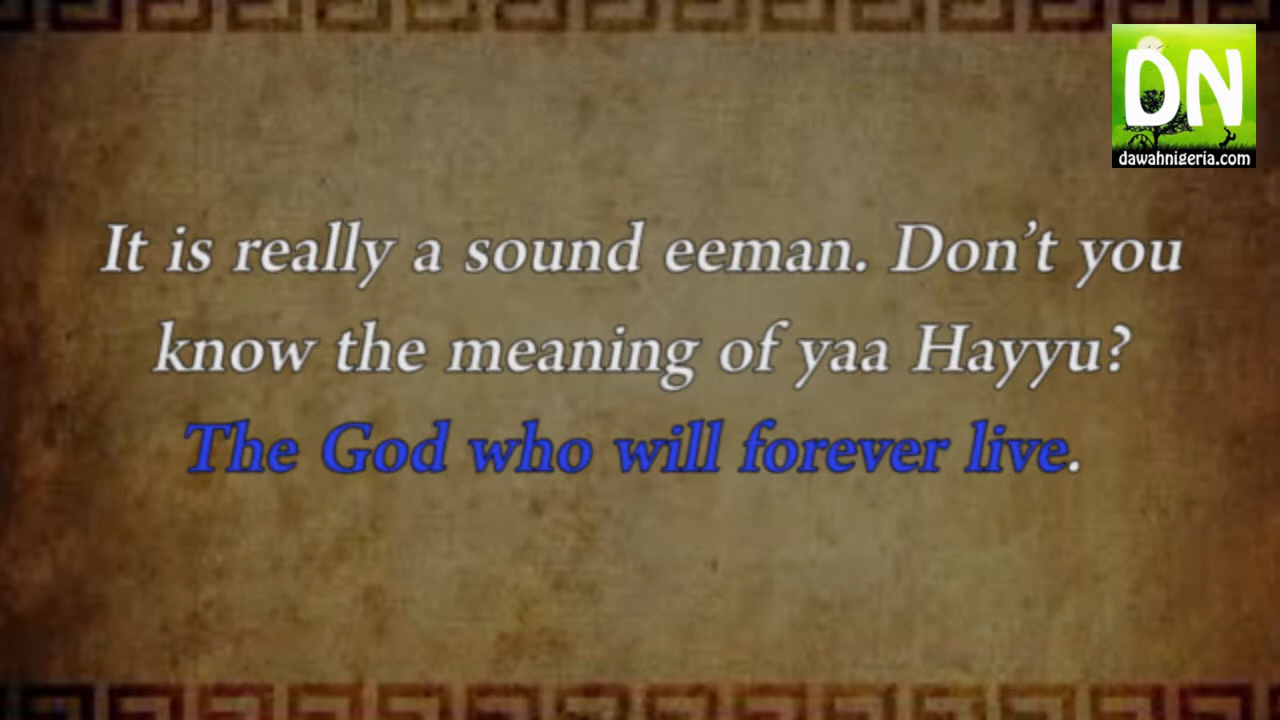 DN
dawahnigeria.com
It is really a sound eeman. Don't you
know the meaning of yaa Hayyu?
The God who will forever live.